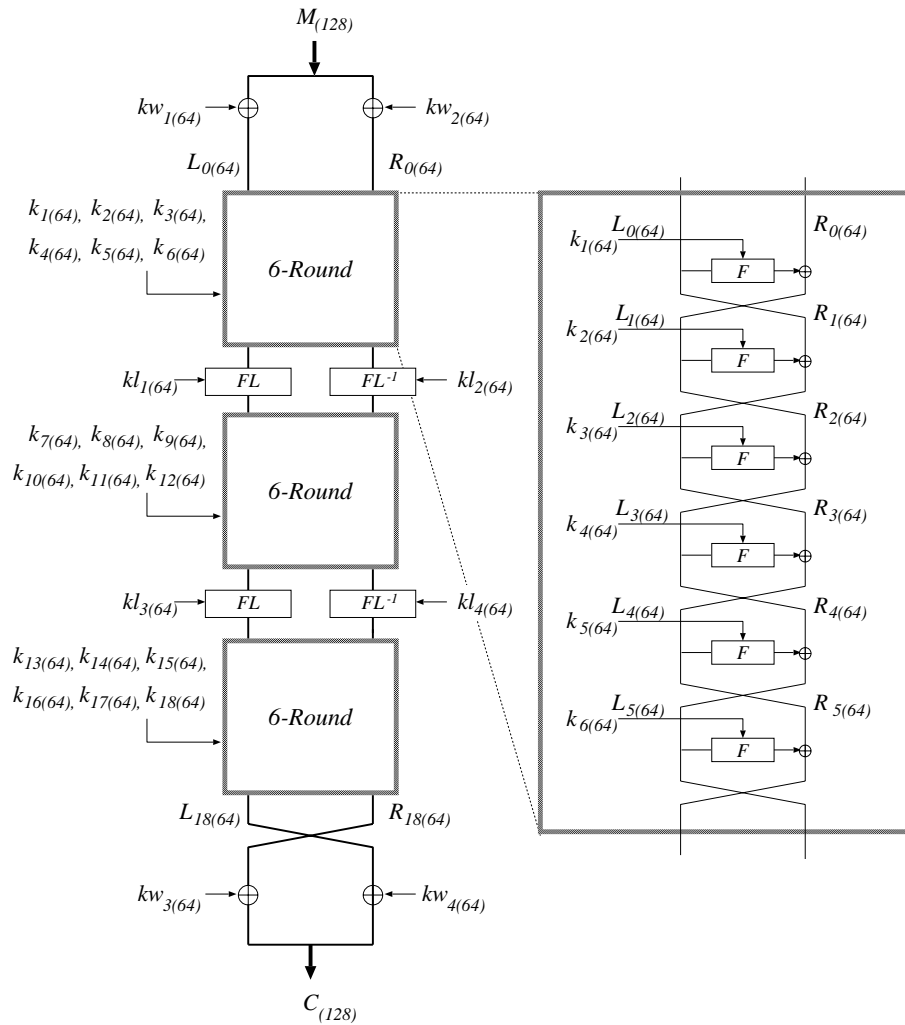 M(128)
kw1(64)
kw2(64)
L0(64)
R0(64)
k1(64), k2(64), k3(64),
k4(64), k5(64), k6(64)
6-Round
kl1(64)
FL
FL-1
kl2(64)
k7(64), k8(64), k9(64),
k10(64), k11(64), k12(64)
6-Round
kl3(64)
FL
FL-1
kl4(64)
k13(64), k14(64), k15(64),
k16(64), k17(64), k18(64)
6-Round
L18(64)
R18(64)
kw3(64)
kw4(64)
C(128)
L0(64)
R0(64)
k1(64)
F
L1(64)
R1(64)
k2(64)
F
L2(64)
R2(64)
k3(64)
F
L3(64)
R3(64)
k4(64)
F
L4(64)
R4(64)
k5(64)
F
L5(64)
R5(64)
k6(64)
F